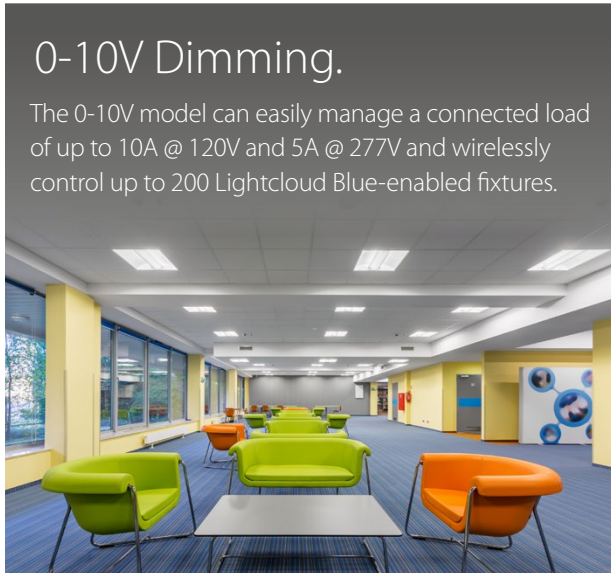 0-10V Dimming.
The 0-10V model can easily manage a connected load
of up to 10A @ 120V and 5A @ 277V and wirelessly
control up to 200 Lightcloud Blue-enabled fixtures.